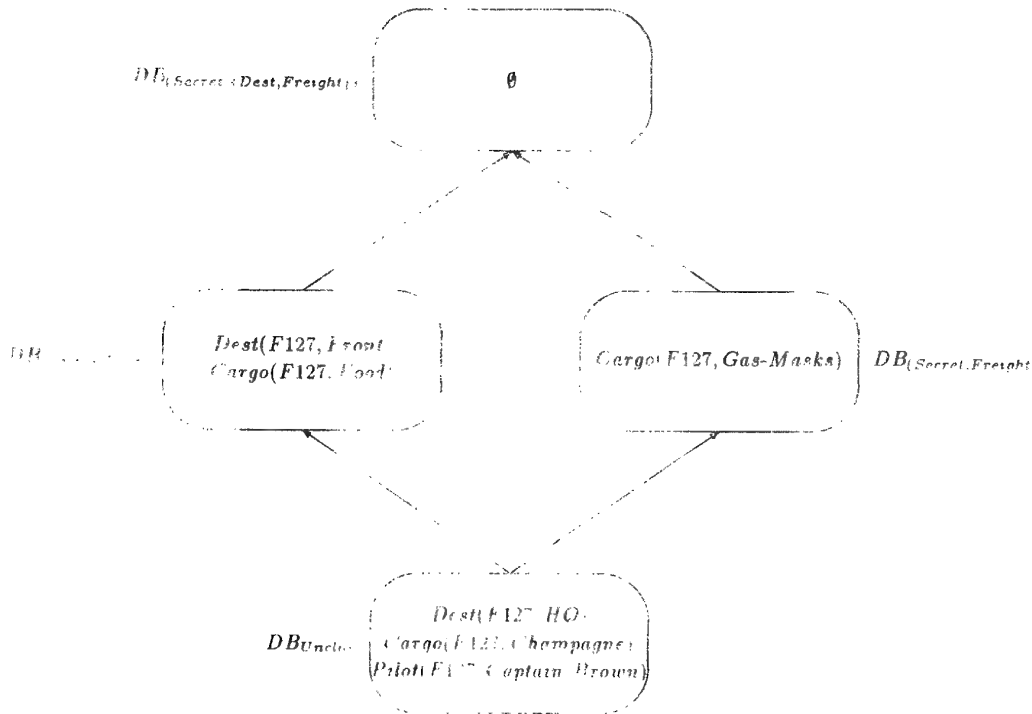 DB(Secret,{Dest,Freight})
∅
Dest(F127, Front)
Cargo(F127, Food)
DB
Cargo(F127, Gas-Masks)
DB(Secret,Freight
Dest(F127, HQ)
DB Uncl
Cargo(F127, Champagne)
Pilot(F127, Captain Brown)